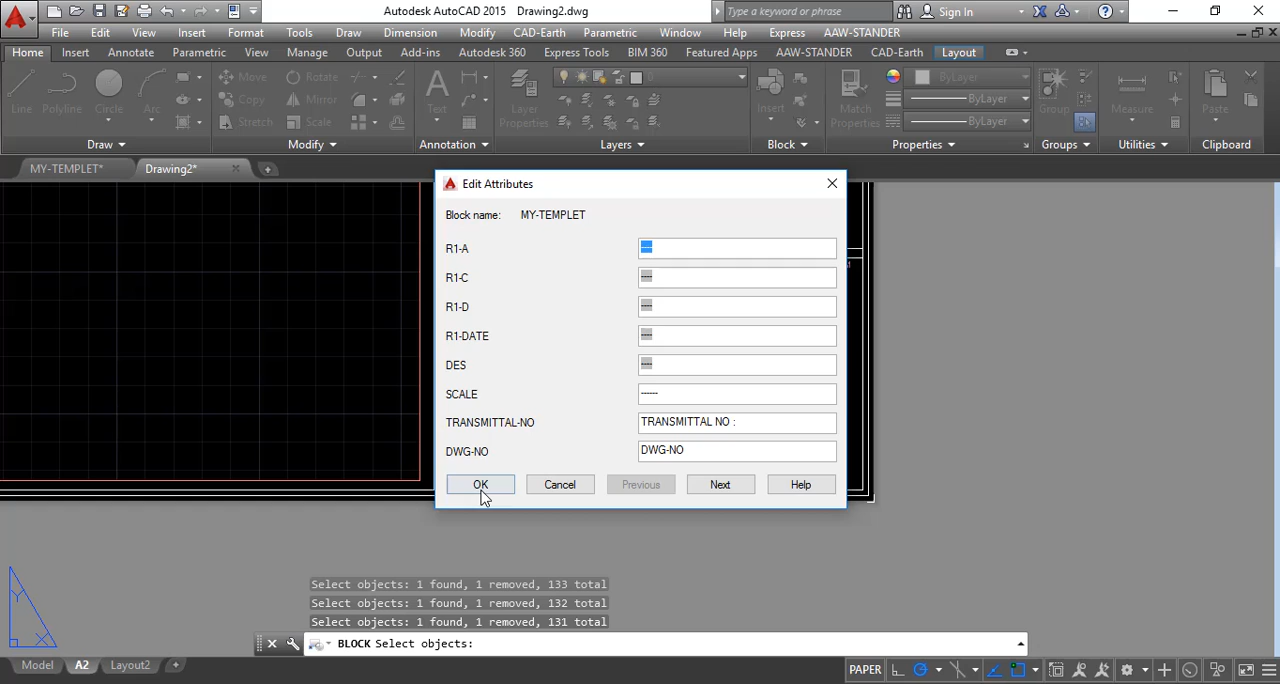 Autodesk AutoCAD 2015 Drawing2.dwg
Type a keyword or phrase
Sign In
File Edit View Insert Format Tools Draw Dimension Modify CAD-Earth Parametric Window Help Express AAW-STANDER
Home Insert Annotate Parametric View Manage Output Add-ins Autodesk 360 Express Tools BIM 360 Featured Apps AAW-STANDER CAD-Earth Layout
Line Polyline Circle Arc
Move Rotate
Copy Mirror
Stretch Scale
Text
Layer Properties
0
Insert
Match Properties
ByLayer
ByLayer
ByLayer
Group
Measure
Paste
Draw Modify Annotation Layers Block Properties Groups Utilities Clipboard
MY-TEMPLET* Drawing2*
Edit Attributes
Block name: MY-TEMPLET
R1-A ----
R1-C ----
R1-D ----
R1-DATE ----
DES ----
SCALE ------
TRANSMITTAL-NO TRANSMITTAL NO :
DWG-NO DWG-NO
OK Cancel Previous Next Help
Select objects: 1 found, 1 removed, 133 total
Select objects: 1 found, 1 removed, 132 total
Select objects: 1 found, 1 removed, 131 total
BLOCK Select objects:
Y
X
Model A2 Layout2
PAPER